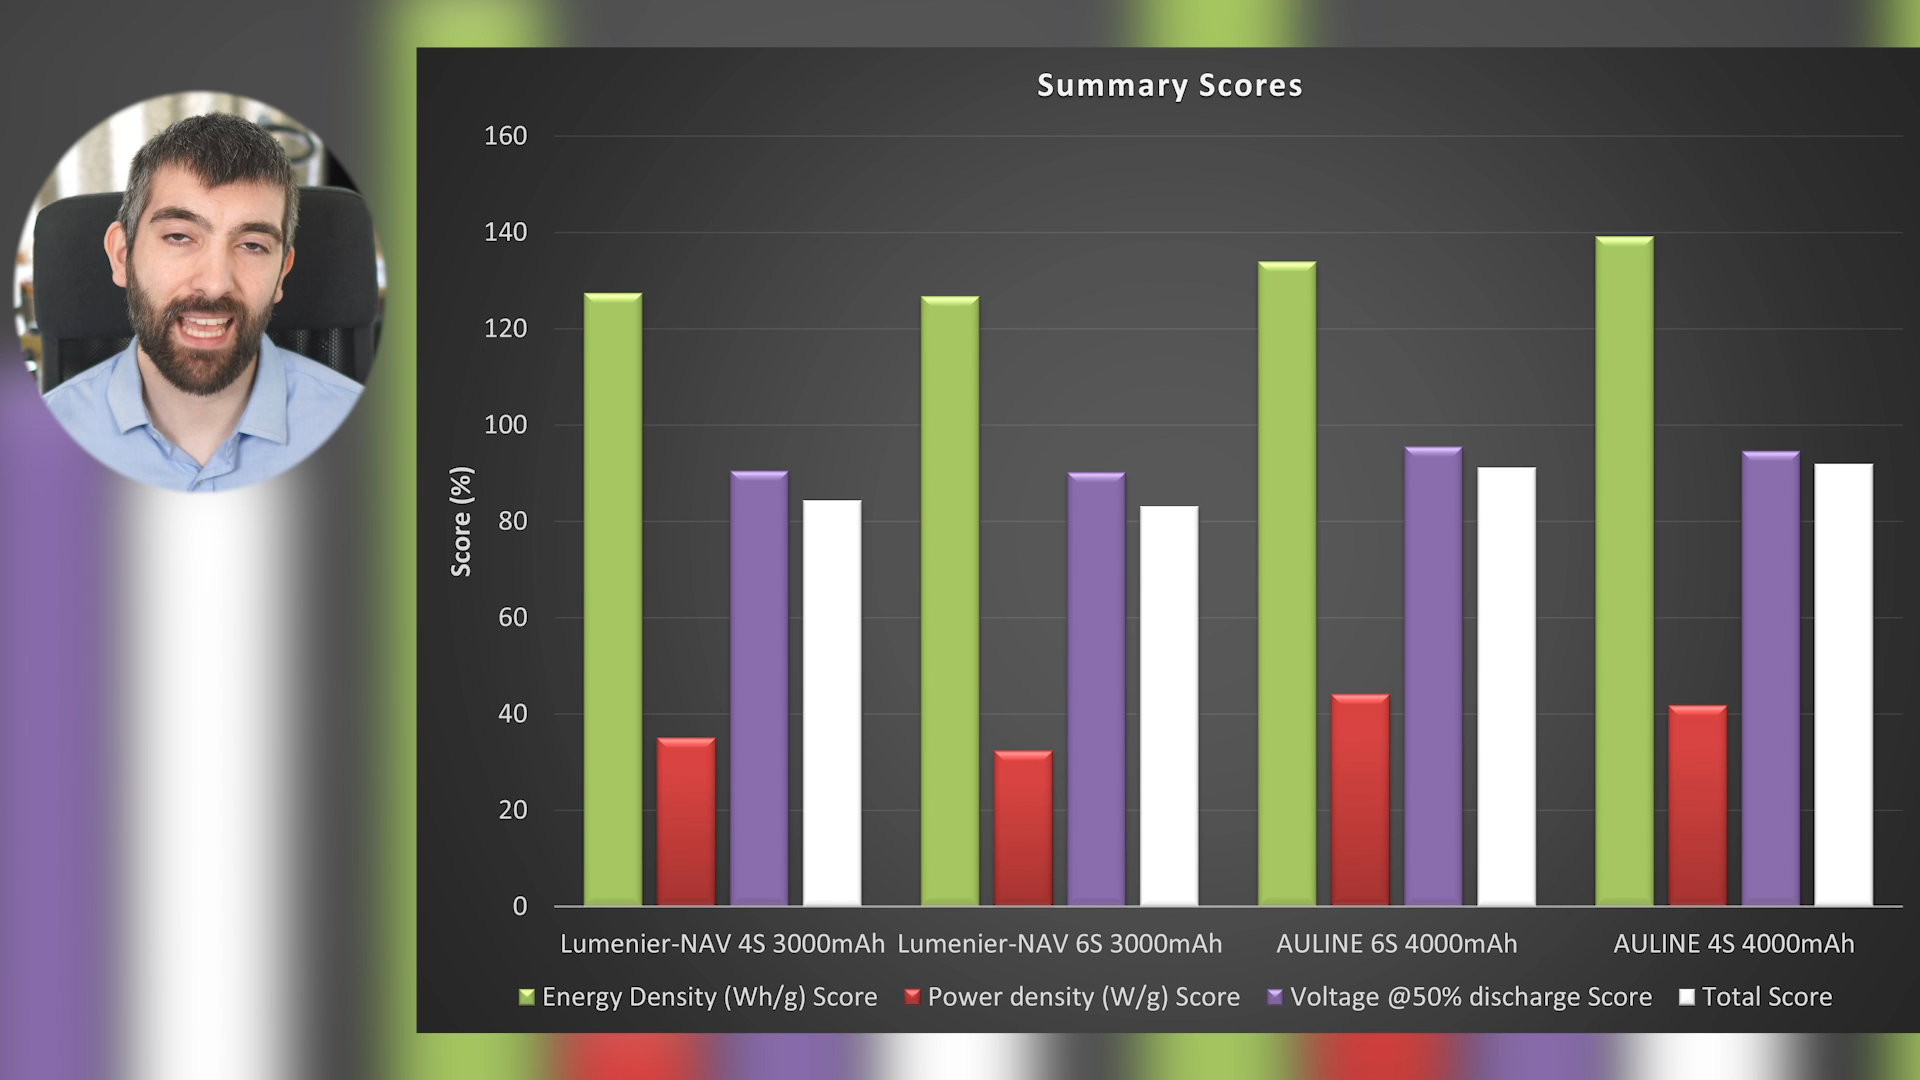 Summary Scores
160
140
120
100
80
60
40
20
0
Score (%)
Lumenier-NAV 4S 3000mAh Lumenier-NAV 6S 3000mAh AULINE 6S 4000mAh AULINE 4S 4000mAh
Energy Density (Wh/g) Score Power density (W/g) Score Voltage @50% discharge Score Total Score